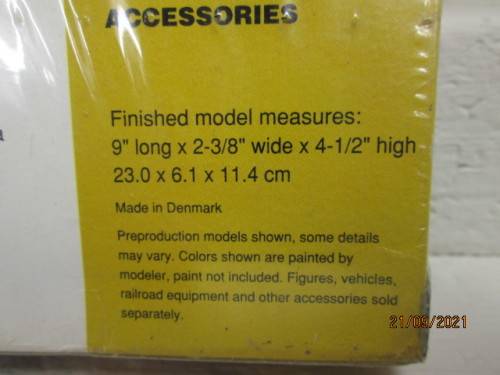 ACCESSORIES
Finished model measures:
9" long x 2-3/8" wide x 4-1/2" high
23.0 x 6.1 x 11.4 cm
Made in Denmark
Preproduction models shown, some details
may vary. Colors shown are painted by
modeler, paint not included. Figures, vehicles,
railroad equipment and other accessories sold
separately.
21/09/2021